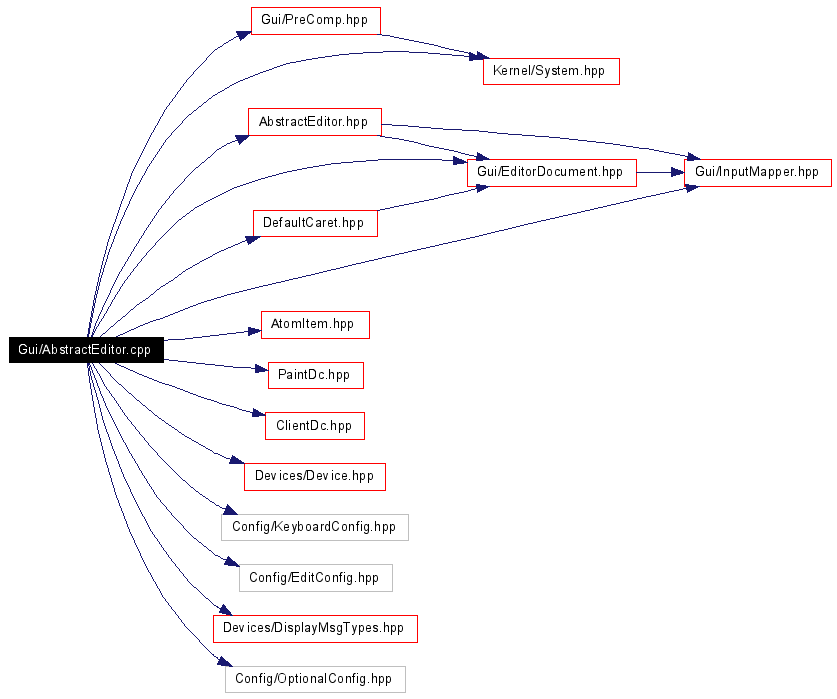 Gui/PreComp.hpp
Kernel/System.hpp
AbstractEditor.hpp
Gui/EditorDocument.hpp
Gui/InputMapper.hpp
DefaultCaret.hpp
AtomItem.hpp
Gui/AbstractEditor.cpp
PaintDc.hpp
ClientDc.hpp
Devices/Device.hpp
Config/KeyboardConfig.hpp
Config/EditConfig.hpp
Devices/DisplayMsgTypes.hpp
Config/OptionalConfig.hpp